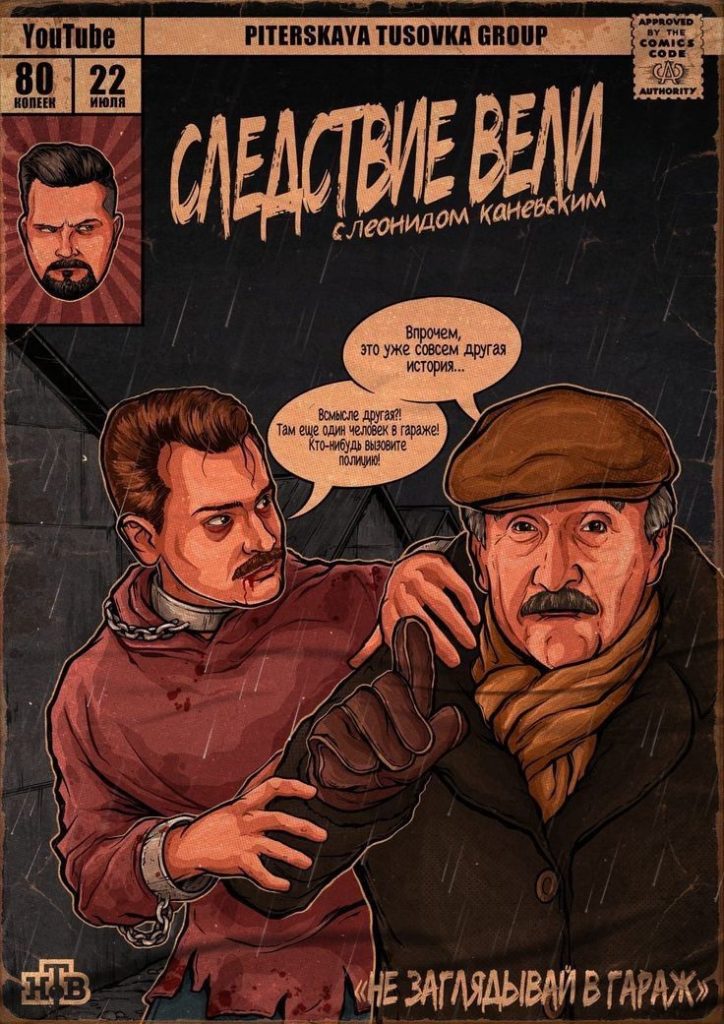 YouTube
PITERSKAYA TUSOVKA GROUP
APPROVED
BY THE
COMICS
CODE
CA
AUTHORITY
80
КОПЕЕК
22
ИЮЛЯ
СЛЕДСТВИЕ ВЕЛИ
с леонидом каневским
Впрочем,
это уже совсем другая
история...
Всмысле другая?!
Там еще один человек в гараже!
Кто-нибудь вызовите
полицию!
НТВ
«НЕ ЗАГЛЯДЫВАЙ В ГАРАЖ»